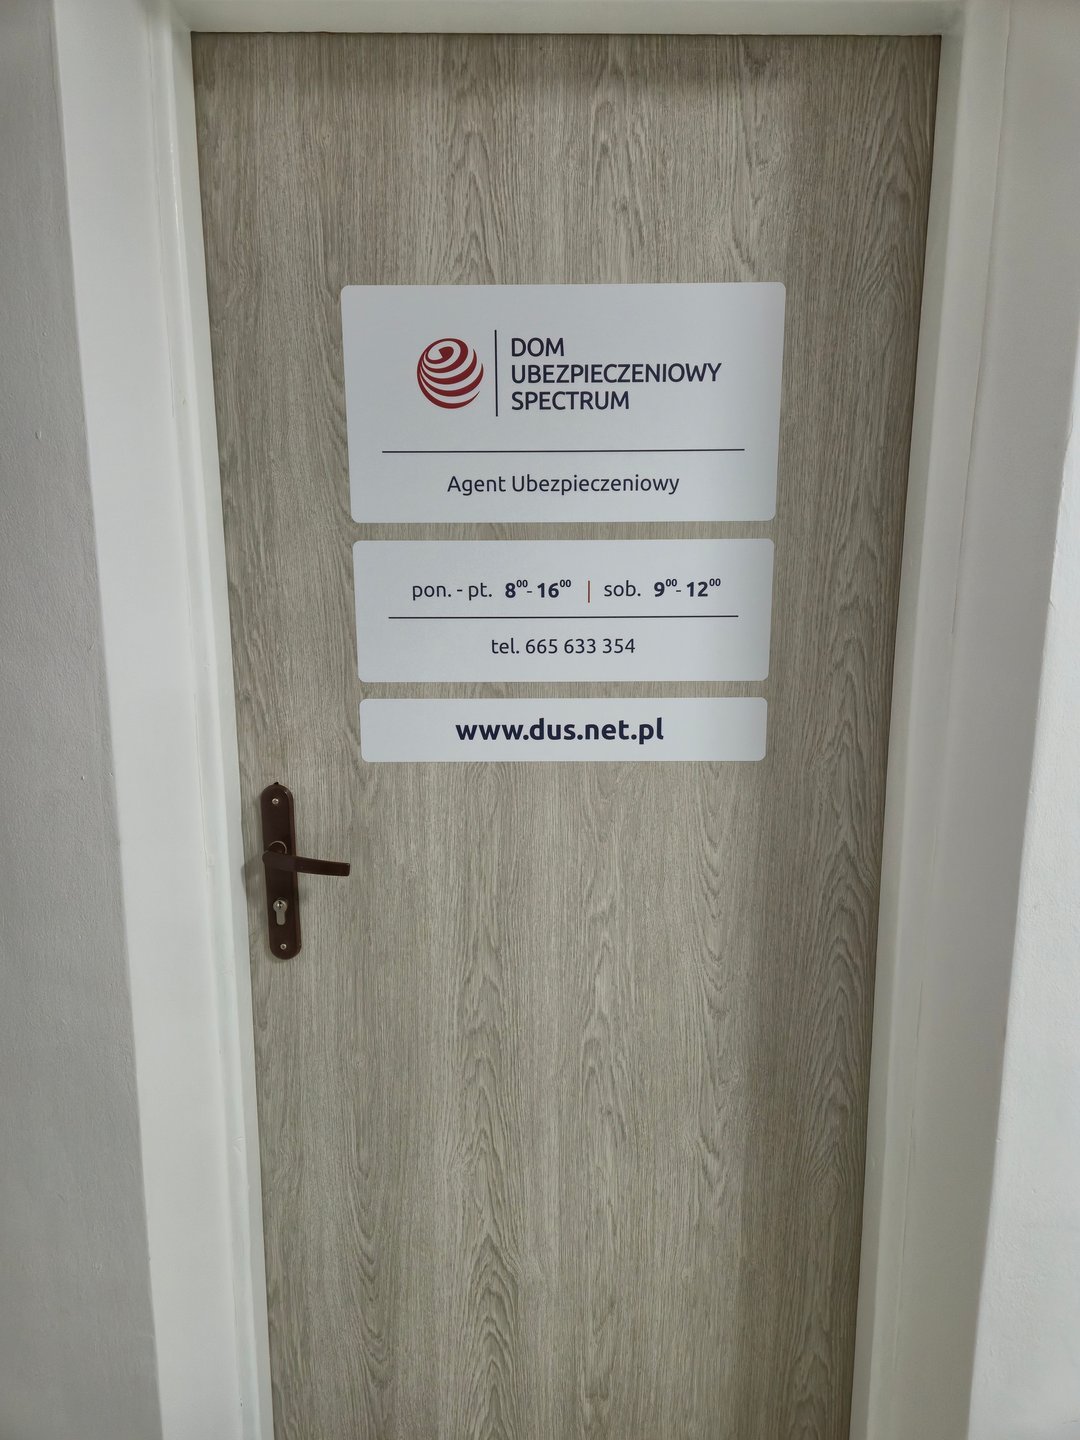 DOM
UBEZPIECZENIOWY
SPECTRUM
Agent Ubezpieczeniowy
pon. - pt. 8⁰⁰- 16⁰⁰ | sob. 9⁰⁰- 12⁰⁰
tel. 665 633 354
www.dus.net.pl